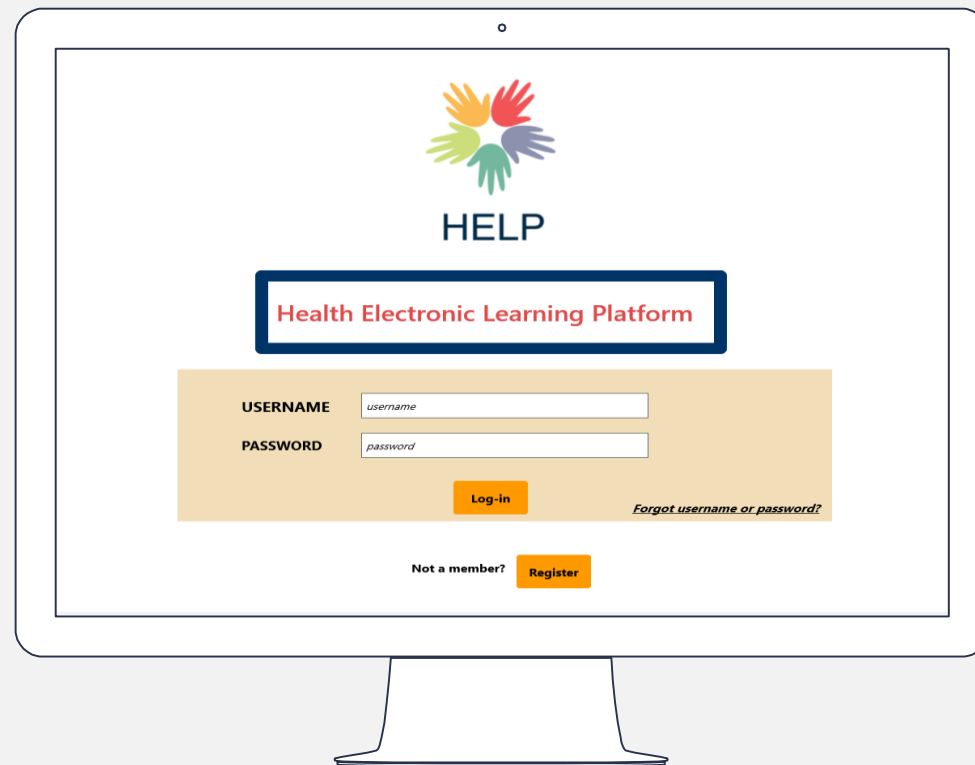 HELP
Health Electronic Learning Platform
USERNAME username
PASSWORD password
Log-in
Forgot username or password?
Not a member? Register